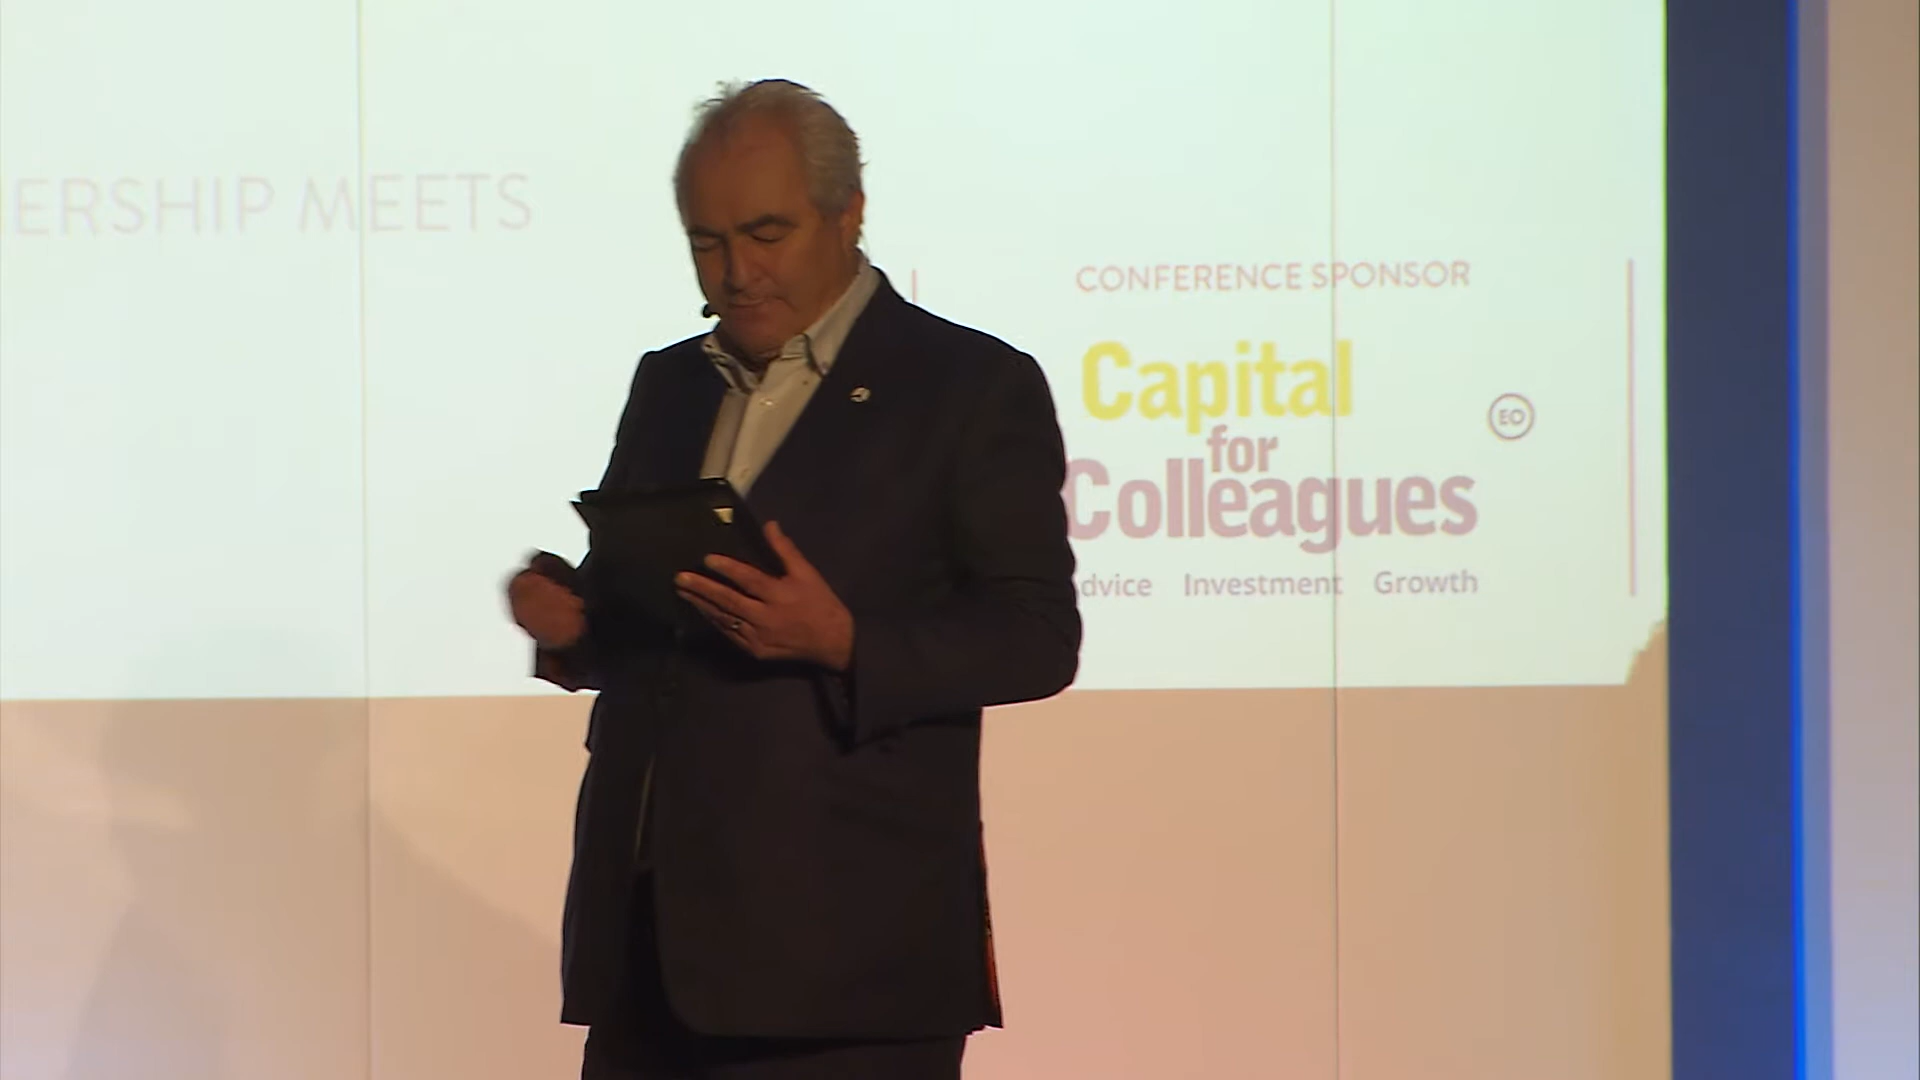 ERSHIP MEETS
CONFERENCE SPONSOR
Capital
for
Colleagues
EO
dvice Investment Growth